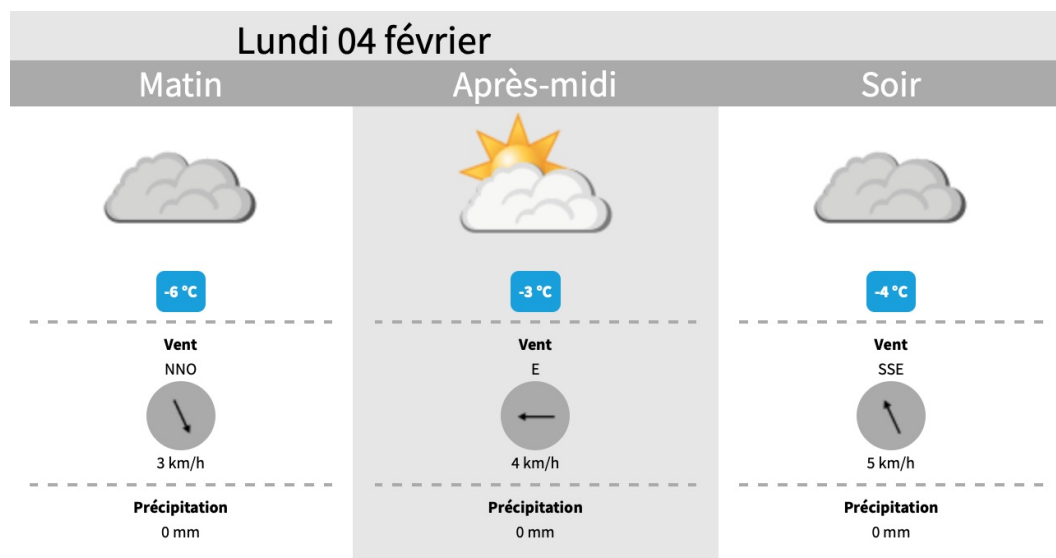 Lundi 04 février
Matin Après-midi Soir
-6 °C -3 °C -4 °C
Vent Vent Vent
NNO E SSE
3 km/h 4 km/h 5 km/h
Précipitation Précipitation Précipitation
0 mm 0 mm 0 mm